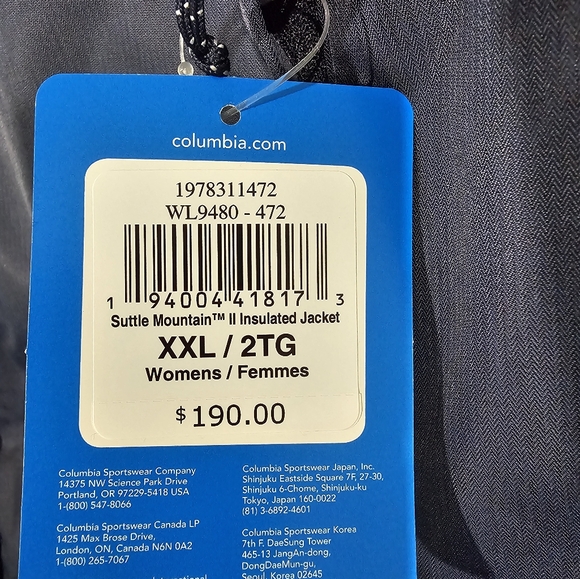 columbia.com
1978311472
WL9480 - 472
1 94004 41817 3
Suttle Mountain™ II Insulated Jacket
XXL / 2TG
Womens / Femmes
$190.00
Columbia Sportswear Company
14375 NW Science Park Drive
Portland, OR 97229-5418 USA
1-(800) 547-8066
Columbia Sportswear Canada LP
1425 Max Brose Drive,
London, ON, Canada N6N 0A2
1-(800) 265-7067
International
Columbia Sportswear Japan, Inc.
Shinjuku Eastside Square 7F, 27-30,
Shinjuku 6-Chome, Shinjuku-ku
Tokyo, Japan 160-0022
(81) 3-6892-4601
Columbia Sportswear Korea
7th F. DaeSung Tower
465-13 JangAn-dong,
DongDaeMun-gu,
Seoul, Korea 02645